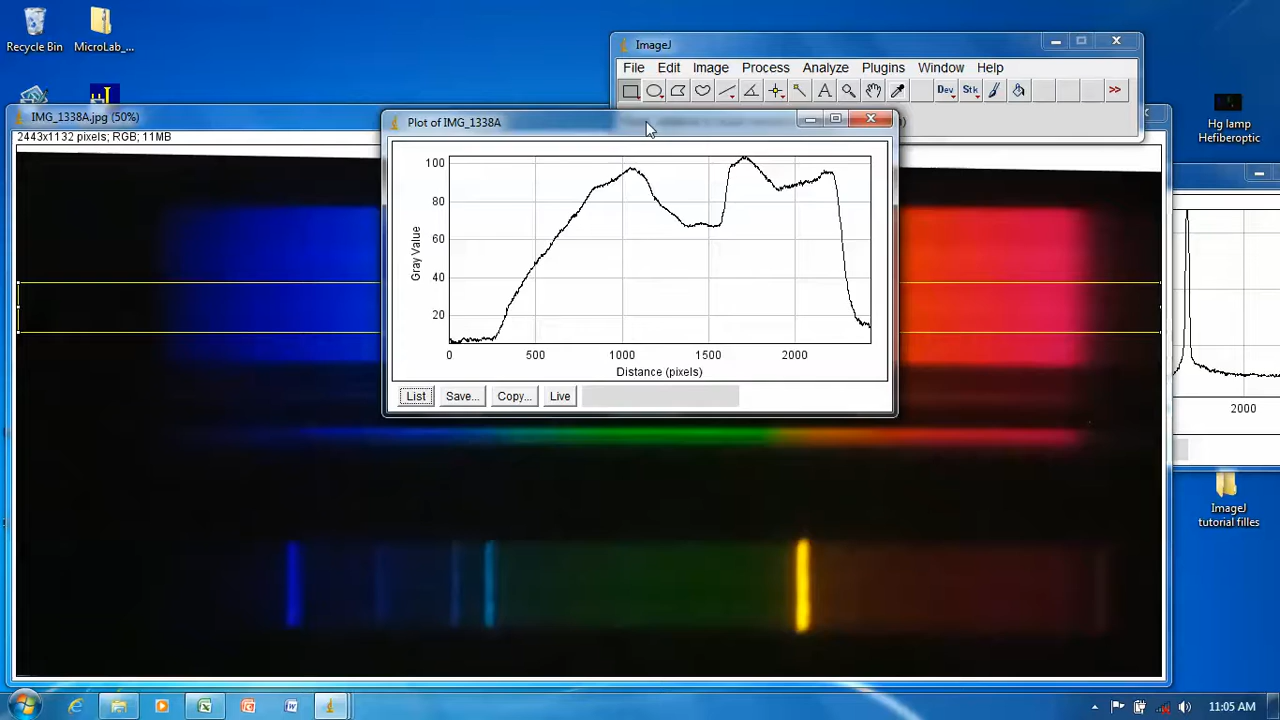 Recycle Bin
MicroLab_...
ImageJ
File Edit Image Process Analyze Plugins Window Help
Dev Stk >>
IMG_1338A.jpg (50%)
2443x1132 pixels; RGB; 11MB
Plot of IMG_1338A
100
80
60
40
20
Gray Value
0 500 1000 1500 2000
Distance (pixels)
List Save... Copy... Live
Hg lamp
Hefiberoptic
2000
ImageJ
tutorial filles
11:05 AM